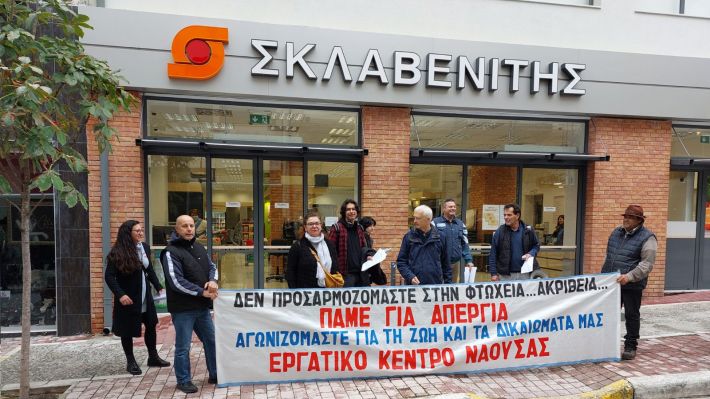 ΣΚΛΑΒΕΝΙΤΗΣ
ΔΕΝ ΠΡΟΣΑΡΜΟΖΟΜΑΣΤΕ ΣΤΗΝ ΦΤΩΧΕΙΑ...ΑΚΡΙΒΕΙΑ...
ΠΑΜΕ ΓΙΑ ΑΠΕΡΓΙΑ
ΑΓΩΝΙΖΟΜΑΣΤΕ ΓΙΑ ΤΗ ΖΩΗ ΚΑΙ ΤΑ ΔΙΚΑΙΩΜΑΤΑ ΜΑΣ
ΕΡΓΑΤΙΚΟ ΚΕΝΤΡΟ ΝΑΟΥΣΑΣ